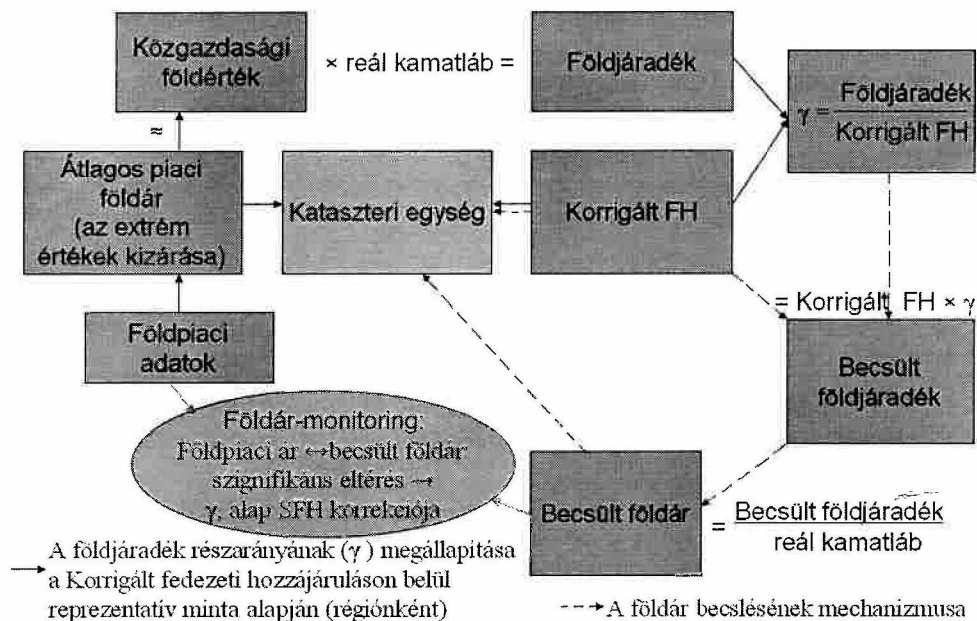 Közgazdasági
földérték
× reál kamatláb =
Földjáradék
γ = Földjáradék
Korrigált FH
≈
Átlagos piaci
földár
(az extrém
értékek kizárása)
Kataszteri egység
Korrigált FH
= Korrigált FH × γ
Földpiaci
adatok
Becsült
földjáradék
Földár-monitoring:
Földpiaci ár ↔ becsült földár
szignifikáns eltérés →
γ, alap SFH korrekciója
Becsült földár
= Becsült földjáradék
reál kamatláb
A földjáradék részarányának (γ ) megállapítása
a Korrigált fedezeti hozzájáruláson belül
reprezentatív minta alapján (régiónként)
A földár becslésének mechanizmusa